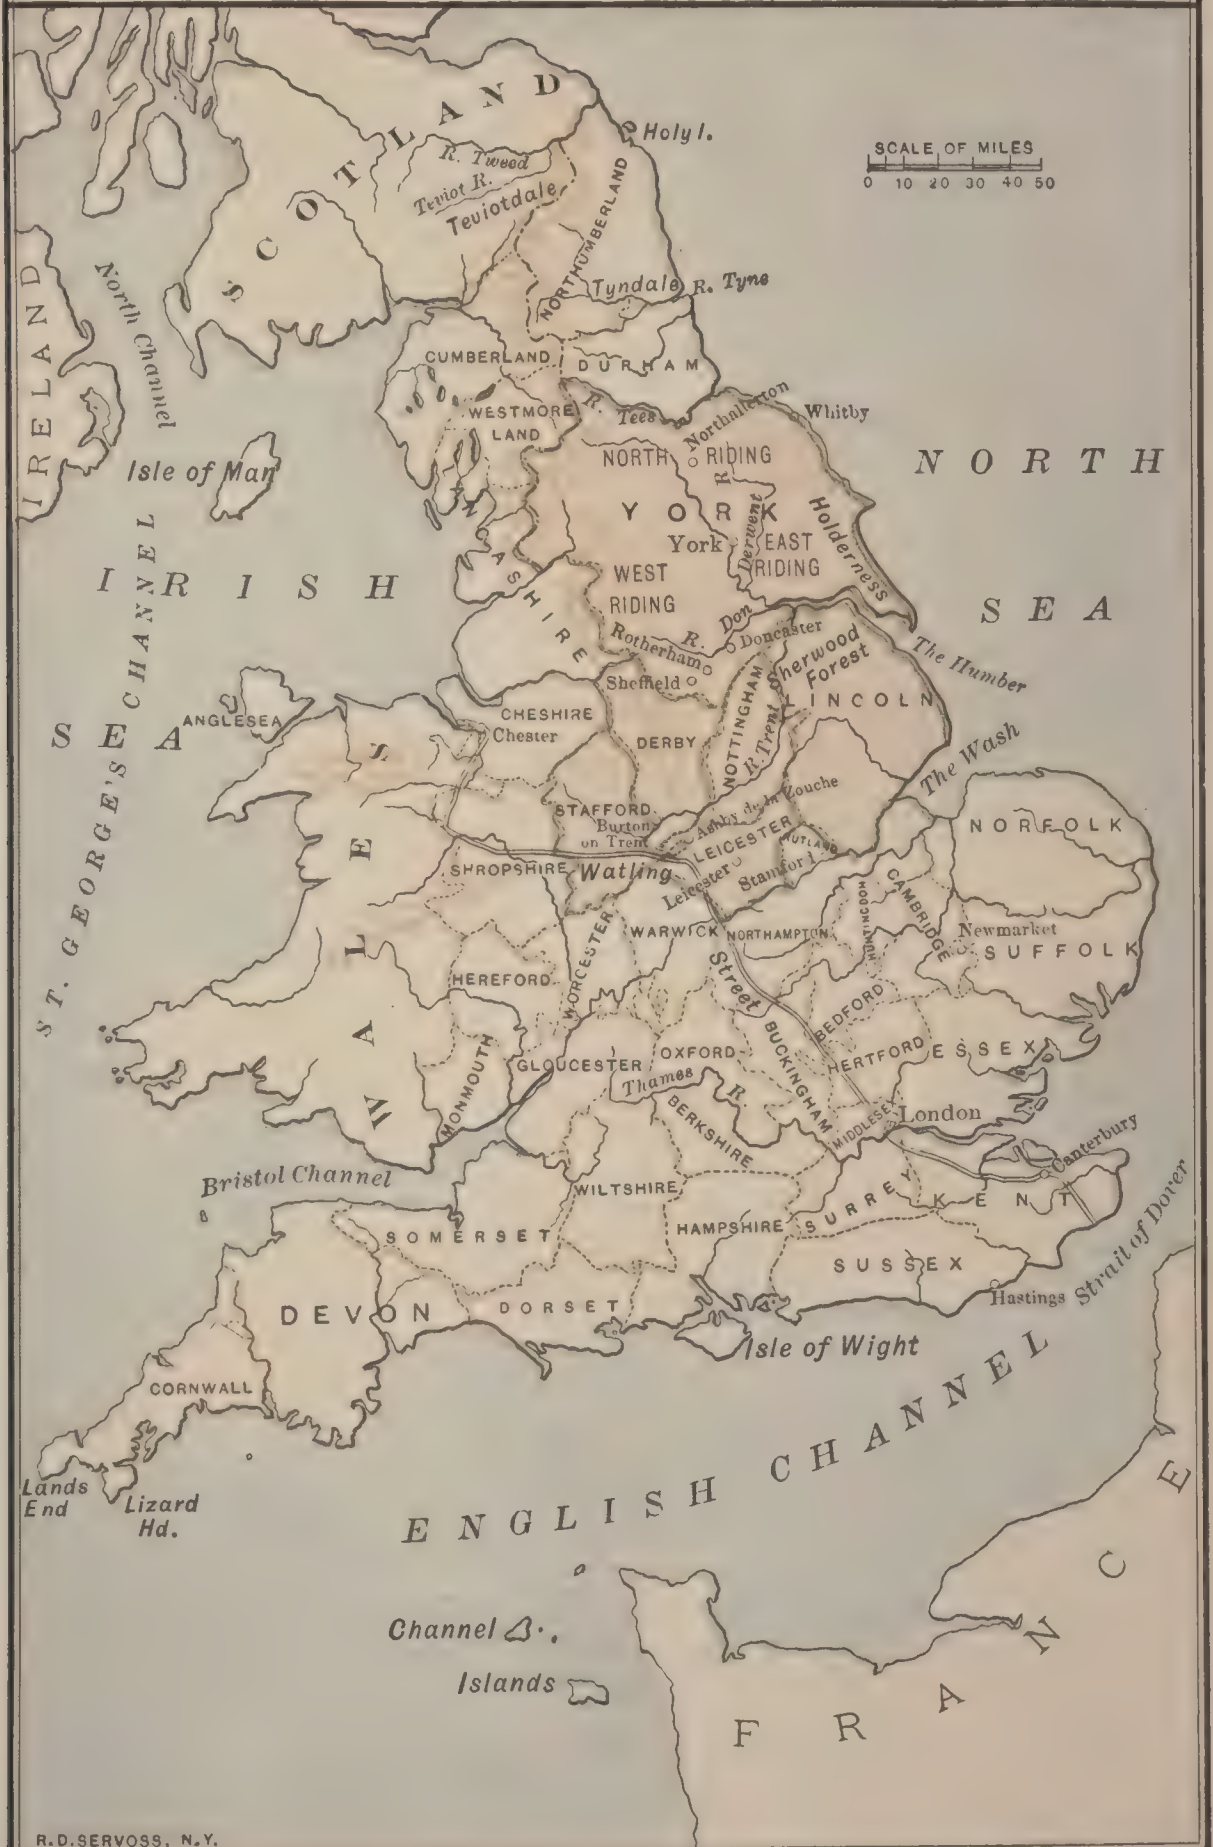 SCOTLAND
Holy I.
SCALE OF MILES
0 10 20 30 40 50
R. Tweed
Teviot R.
Teviotdale
NORTHUMBERLAND
Tyndale
R. Tyne
IRELAND
North Channel
CUMBERLAND
DURHAM
WESTMORE
LAND
R. Tees
Northallerton
Whitby
NORTH RIDING
Isle of Man
NORTH
SEA
LANCASHIRE
YORK
R. Derwent
York
EAST
RIDING
Holderness
WEST
RIDING
IRISH
SEA
ST. GEORGE'S CHANNEL
R. Don
Doncaster
Rotherham
Sheffield
Sherwood
Forest
The Humber
ANGLESEA
CHESHIRE
Chester
DERBY
NOTTINGHAM
R. Trent
LINCOLN
The Wash
WALES
STAFFORD
Burton
on Trent
Ashby de la Zouche
LEICESTER
RUTLAND
Leicester
Stamford
NORFOLK
SHROPSHIRE
Watling
Street
WARWICK
NORTHAMPTON
HUNTINGDON
CAMBRIDGE
Newmarket
SUFFOLK
HEREFORD
WORCESTER
BEDFORD
MONMOUTH
GLOUCESTER
OXFORD
BUCKINGHAM
HERTFORD
ESSEX
Thames R.
BERKSHIRE
MIDDLESEX
London
Canterbury
Bristol Channel
WILTSHIRE
SURREY
KENT
SOMERSET
HAMPSHIRE
SUSSEX
Hastings
Strait of Dover
DEVON
DORSET
Isle of Wight
CORNWALL
Lands
End
Lizard
Hd.
ENGLISH CHANNEL
Channel
Islands
FRANCE
R.D.SERVOSS, N.Y.